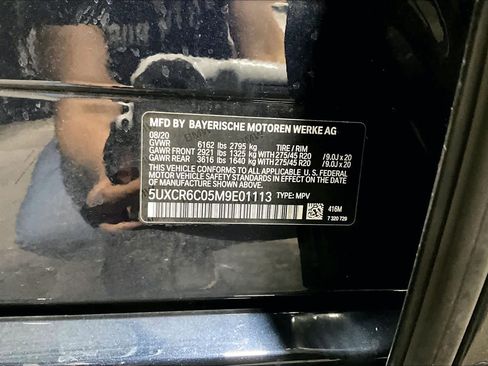 MFD BY BAYERISCHE MOTOREN WERKE AG
08/20
GVWR 6162 lbs 2795 kg TIRE / RIM
GAWR FRONT 2921 lbs 1325 kg WITH 275/45 R20 /9.0J x 20
GAWR REAR 3616 lbs 1640 kg WITH 275/45 R20 /9.0J x 20
THIS VEHICLE CONFORMS TO ALL APPLICABLE U. S. FEDERAL
MOTOR VEHICLE SAFETY STANDARDS IN EFFECT ON THE DATE OF
MANUFACTURE SHOWN ABOVE.
5UXCR6C05M9E01113 TYPE: MPV
416M
7 320 729